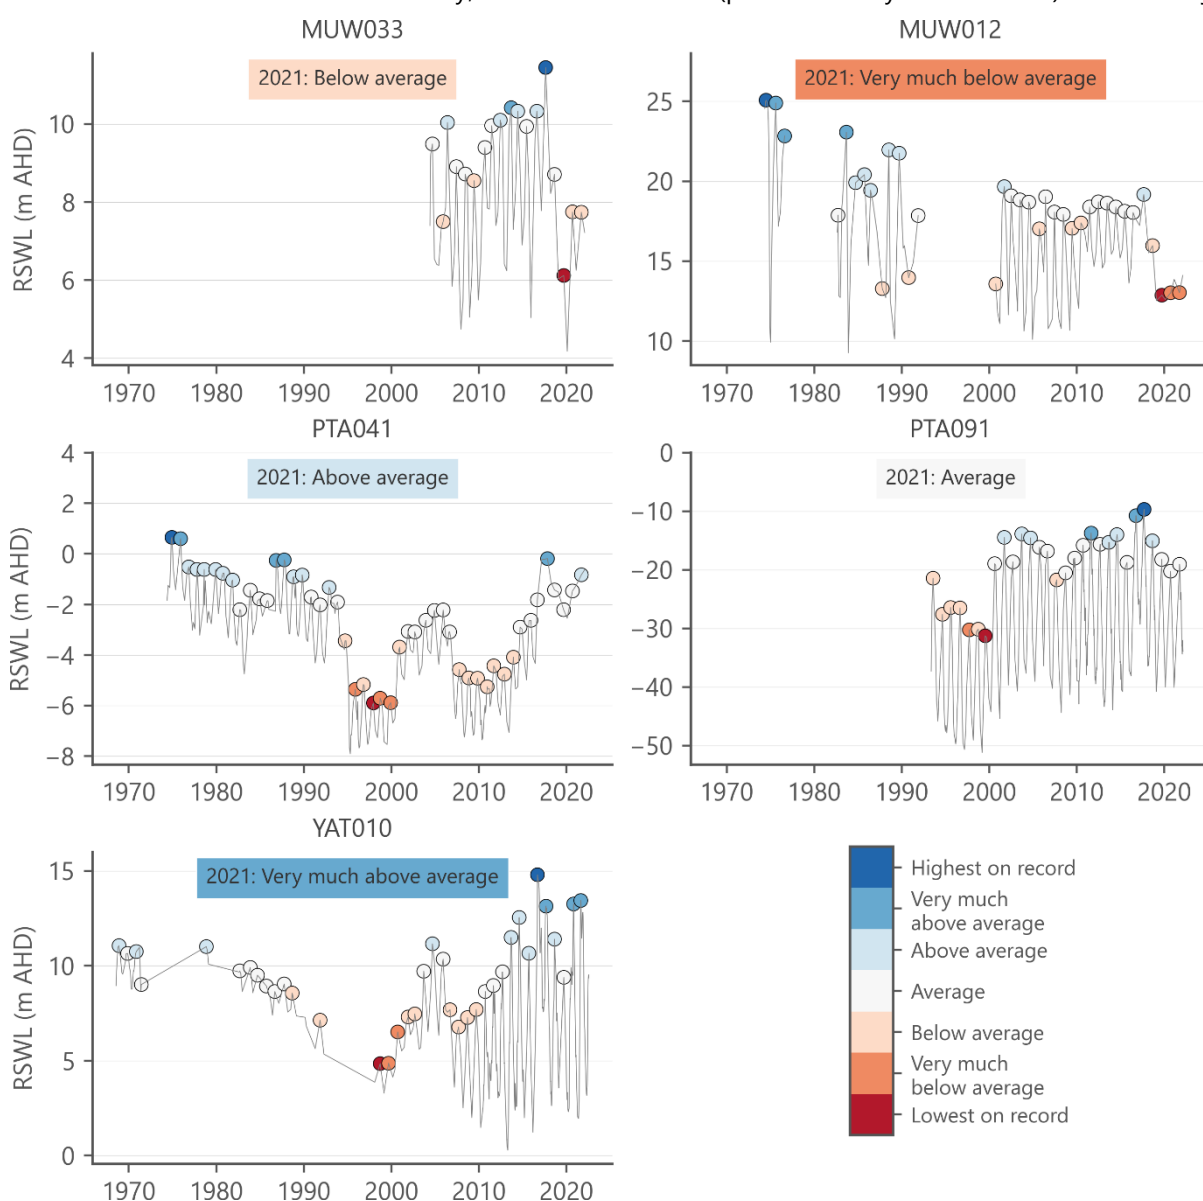 MUW033
MUW012
2021: Below average
2021: Very much below average
RSWL (m AHD)
10
8
6
4
1970 1980 1990 2000 2010 2020
RSWL (m AHD)
25
20
15
10
1970 1980 1990 2000 2010 2020
PTA041
PTA091
2021: Above average
2021: Average
RSWL (m AHD)
4
2
0
−2
−4
−6
−8
1970 1980 1990 2000 2010 2020
0
−10
−20
−30
−40
−50
1970 1980 1990 2000 2010 2020
YAT010
2021: Very much above average
RSWL (m AHD)
15
10
5
0
1970 1980 1990 2000 2010 2020
Highest on record
Very much
above average
Above average
Average
Below average
Very much
below average
Lowest on record